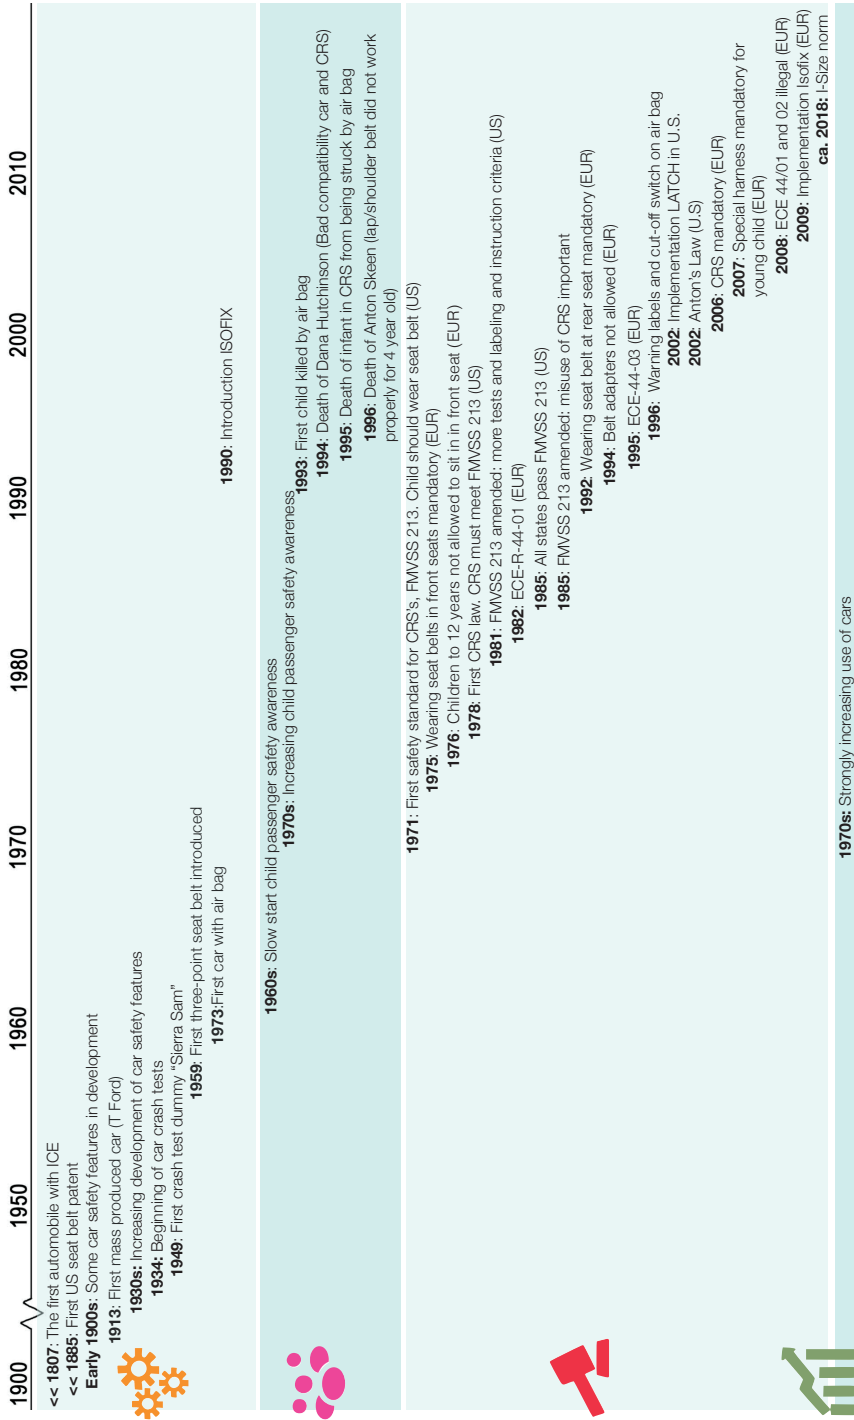 1900 1950 1960 1970 1980 1990 2000 2010
<< 1807: The first automobile with ICE
<< 1885: First US seat belt patent
Early 1900s: Some car safety features in development
1913: FIrst mass produced car (T Ford)
1930s: Increasing development of car safety features
1934: Beginning of car crash tests
1949: First crash test dummy “Sierra Sam”
1959: First three-point seat belt introduced
1973:First car with air bag
1990: Introduction ISOFIX
1960s: Slow start child passenger safety awareness
1970s: Increasing child passenger safety awareness
1993: First child killed by air bag
1994: Death of Dana Hutchinson (Bad compatibility car and CRS)
1995: Death of infant in CRS from being struck by air bag
1996: Death of Anton Skeen (lap/shoulder belt did not work
properly for 4 year old)
1971: First safety standard for CRS's, FMVSS 213. Child should wear seat belt (US)
1975: Wearing seat belts in front seats mandatory (EUR)
1976: Children to 12 years not allowed to sit in in front seat (EUR)
1978: First CRS law. CRS must meet FMVSS 213 (US)
1981: FMVSS 213 amended: more tests and labeling and instruction criteria (US)
1982: ECE-R-44-01 (EUR)
1985: All states pass FMVSS 213 (US)
1985: FMVSS 213 amended: misuse of CRS important
1992: Wearing seat belt at rear seat mandatory (EUR)
1994: Belt adapters not allowed (EUR)
1995: ECE-44-03 (EUR)
1996: Warning labels and cut-off switch on air bag
2002: Implementation LATCH in U.S.
2002: Anton's Law (U.S)
2006: CRS mandatory (EUR)
2007: Special harness mandatory for
young child (EUR)
2008: ECE 44/01 and 02 illegal (EUR)
2009: Implementation Isofix (EUR)
ca. 2018: I-Size norm
1970s: Strongly increasing use of cars